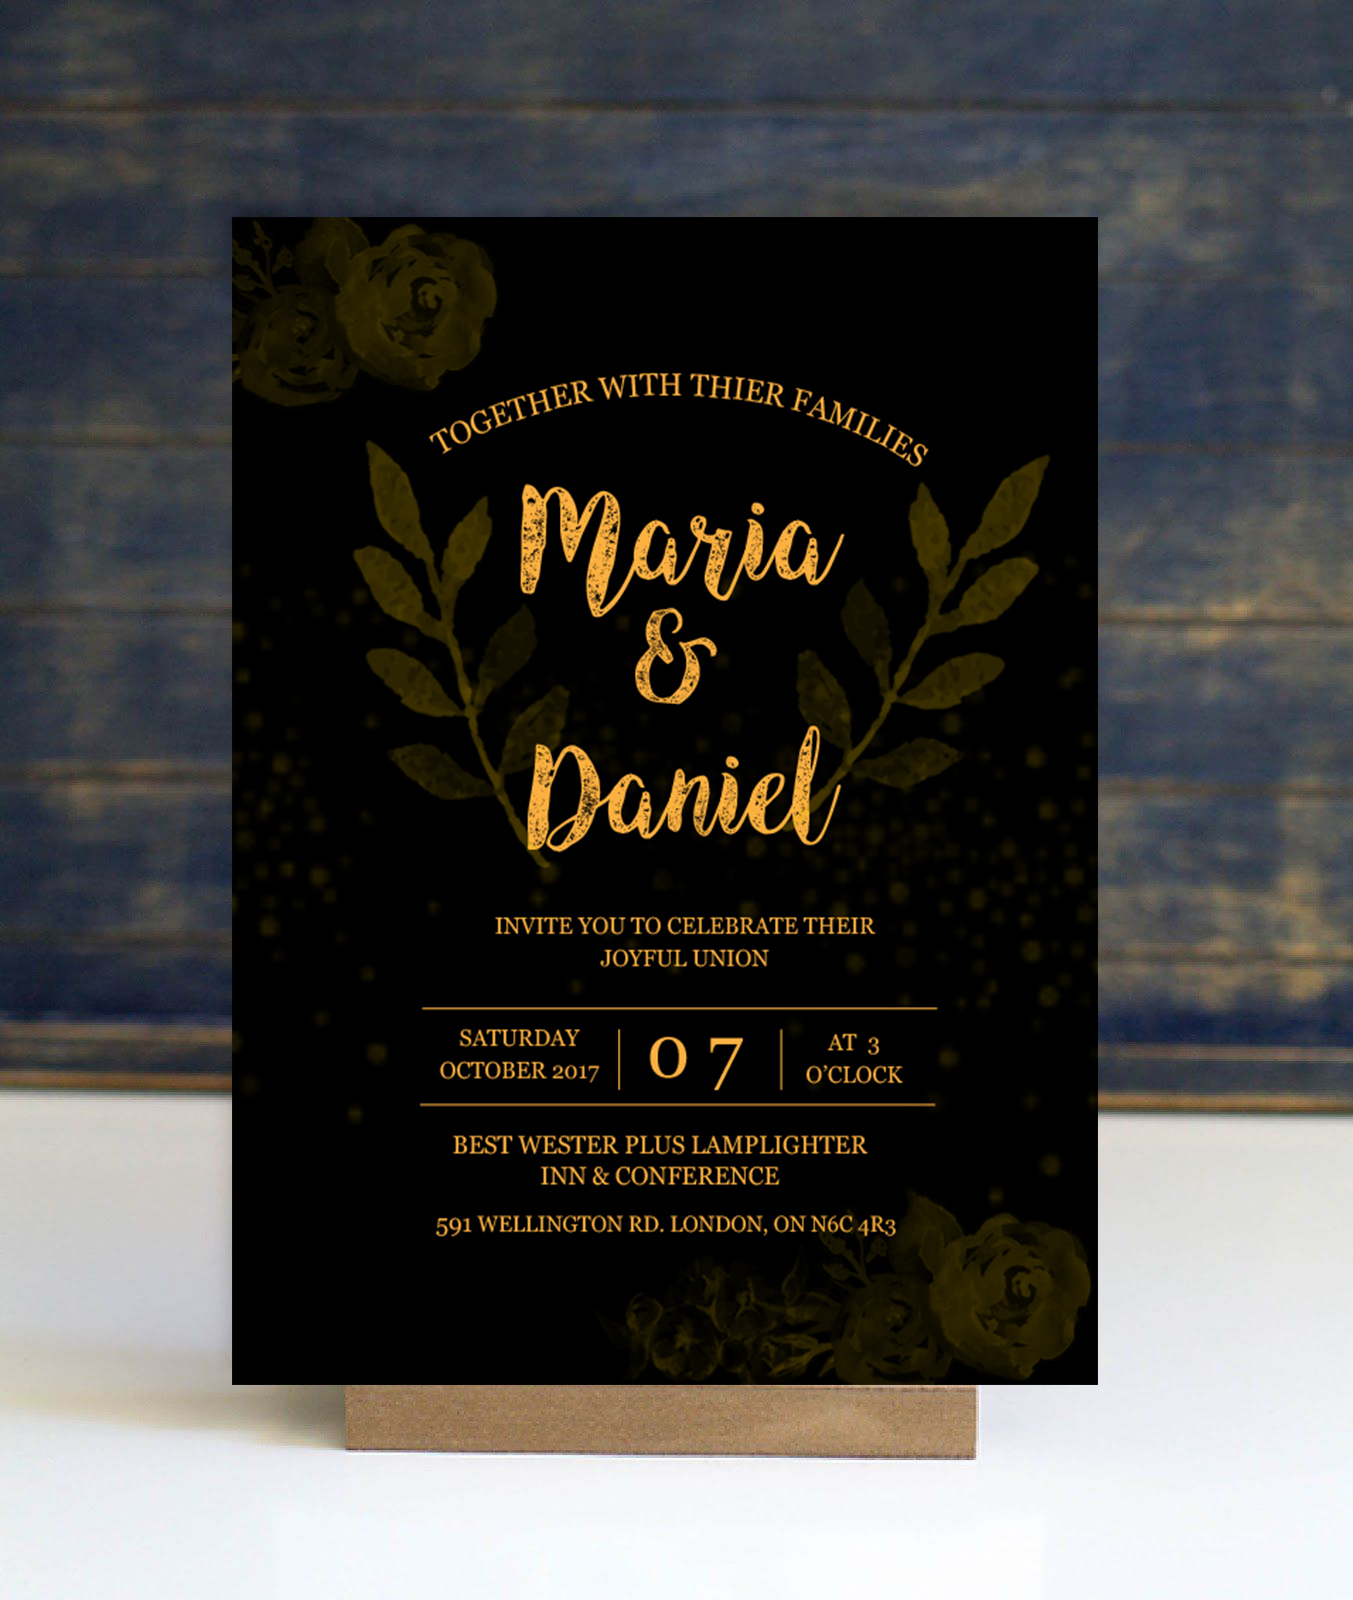 TOGETHER WITH THIER FAMILIES
Maria
&
Daniel
INVITE YOU TO CELEBRATE THEIR
JOYFUL UNION
SATURDAY
OCTOBER 2017
07
AT 3
O'CLOCK
BEST WESTER PLUS LAMPLIGHTER
INN & CONFERENCE
591 WELLINGTON RD. LONDON, ON N6C 4R3